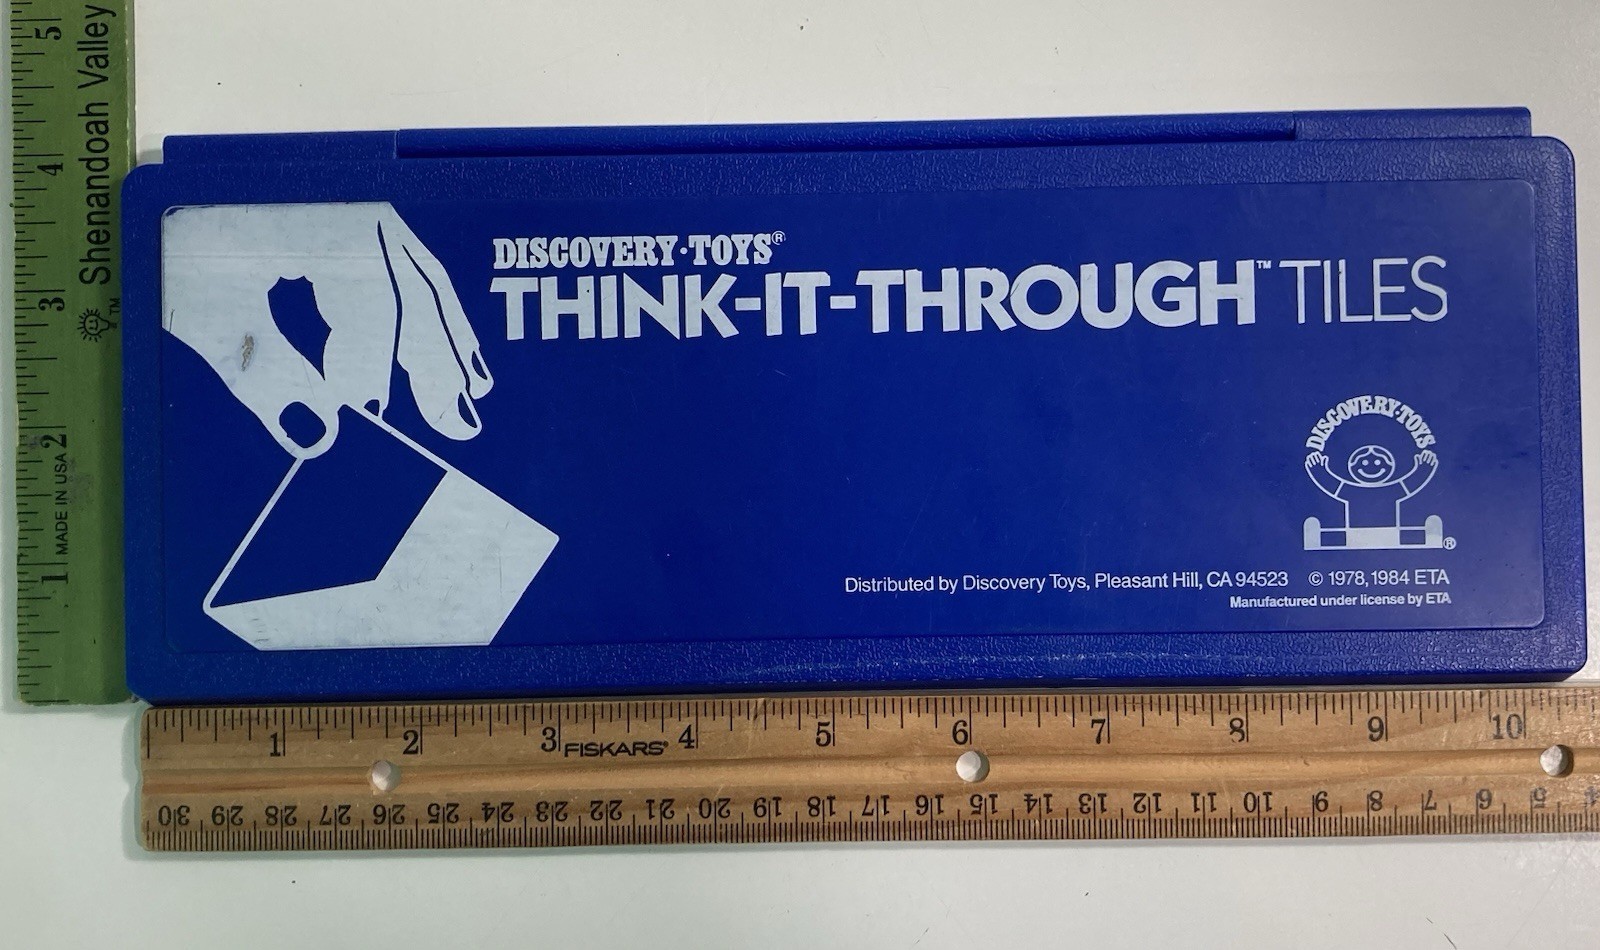 DISCOVERY·TOYS®
THINK-IT-THROUGH™ TILES
DISCOVERY·TOYS
®
Distributed by Discovery Toys, Pleasant Hill, CA 94523 © 1978, 1984 ETA
Manufactured under license by ETA
5
4
3
2
1
Shenandoah Valley
™
MADE IN USA
1 2 3 FISKARS® 4 5 6 7 8 9 10
30 29 28 27 26 25 24 23 22 21 20 19 18 17 16 15 14 13 12 11 10 9 8 7 6 5 4